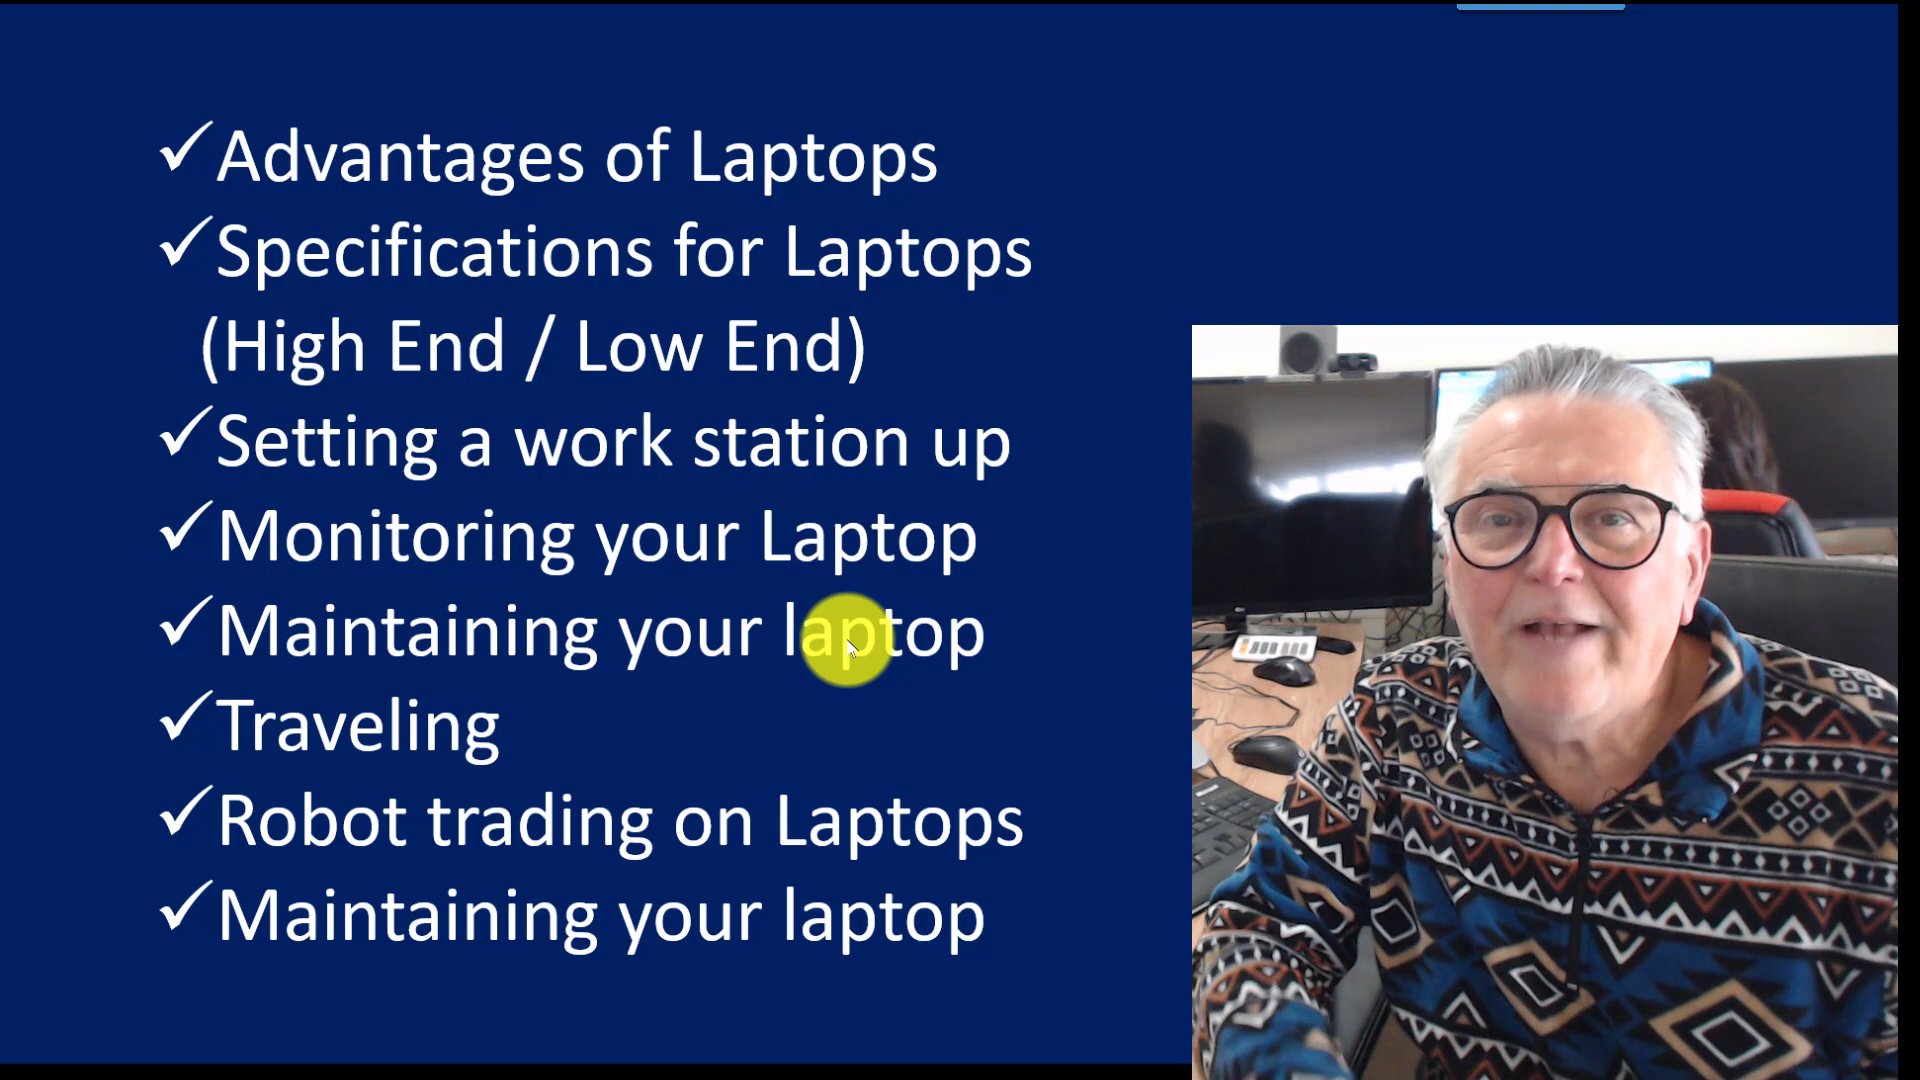 ✓Advantages of Laptops
✓Specifications for Laptops
(High End / Low End)
✓Setting a work station up
✓Monitoring your Laptop
✓Maintaining your laptop
✓Traveling
✓Robot trading on Laptops
✓Maintaining your laptop